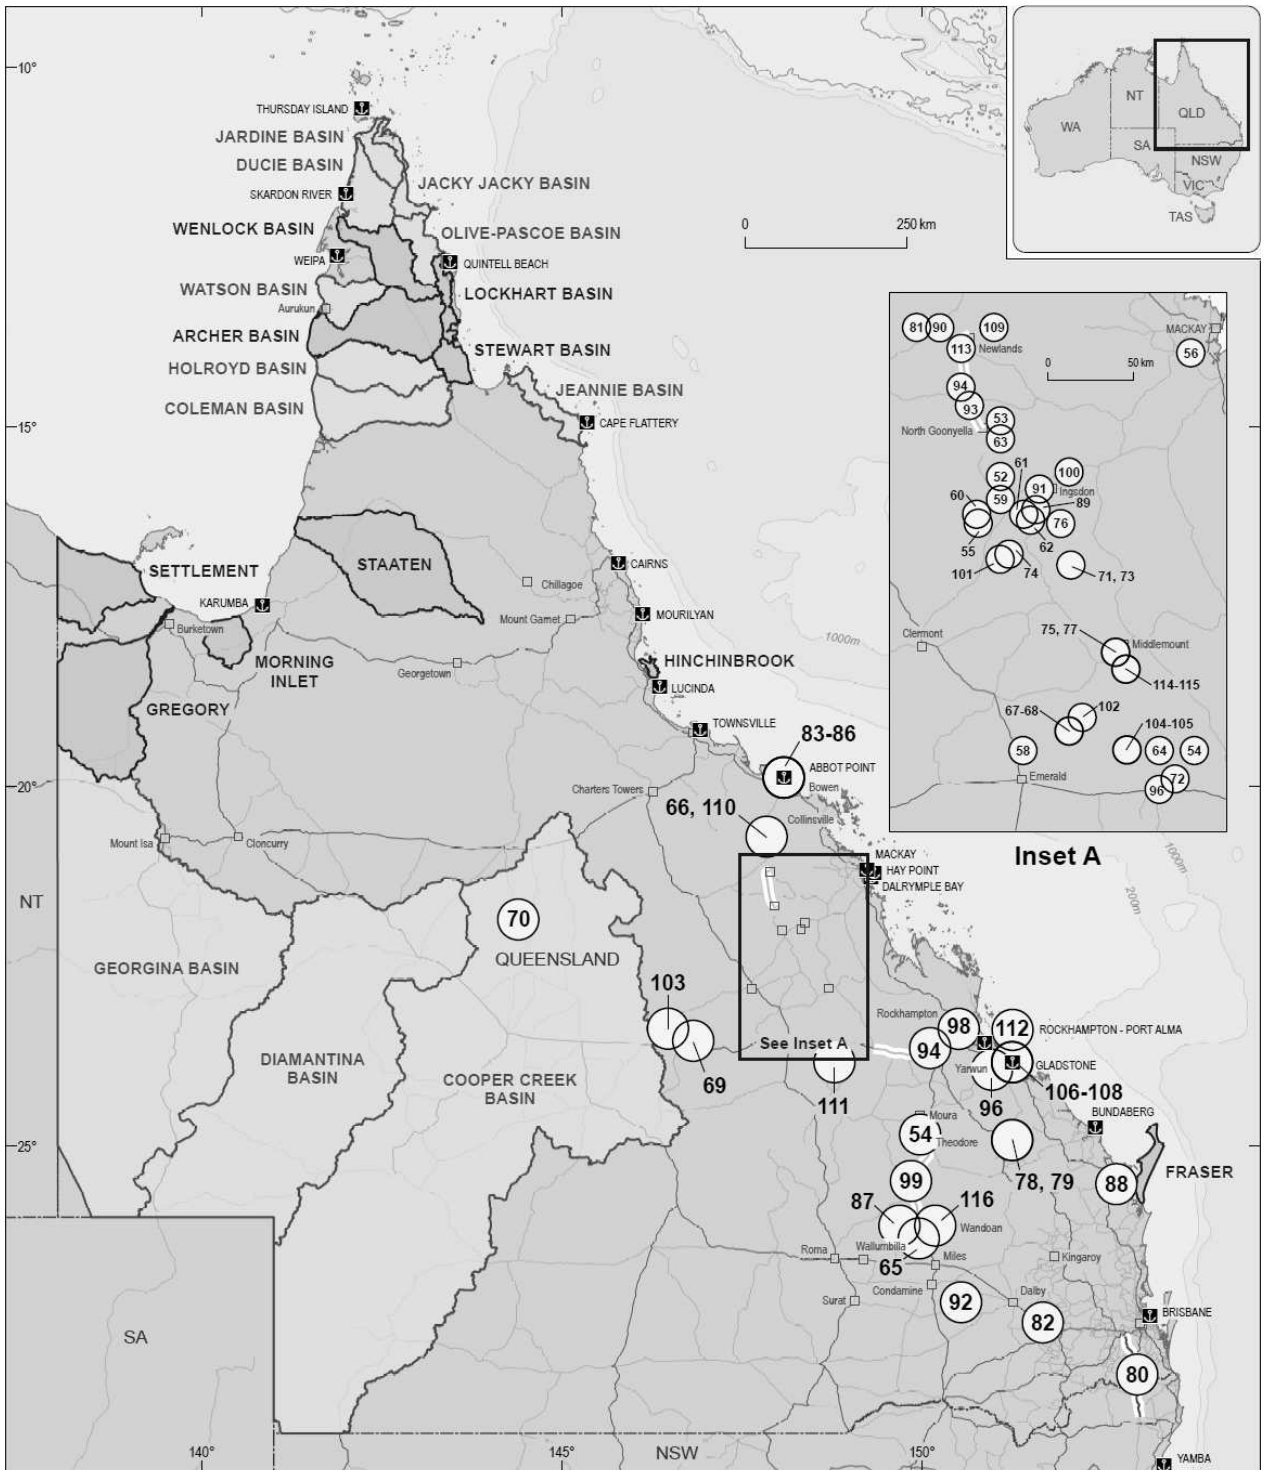 10°
THURSDAY ISLAND
JARDINE BASIN
DUCIE BASIN
JACKY JACKY BASIN
SKARDON RIVER
WENLOCK BASIN
OLIVE-PASCOE BASIN
WEIPA
QUINTELL BEACH
WATSON BASIN
LOCKHART BASIN
Aurukun
ARCHER BASIN
STEWART BASIN
HOLROYD BASIN
JEANNIE BASIN
COLEMAN BASIN
CAPE FLATTERY
15°
0
250 km
WA
NT
QLD
SA
NSW
VIC
TAS
81
90
109
MACKAY
113
Newlands
56
0
50 km
94
93
53
North Goonyella
63
61
100
52
91
Ingsdon
60
59
89
76
55
62
101
74
71, 73
Clermont
75, 77
Middlemount
114-115
102
67-68
104-105
58
64
54
Emerald
72
96
Inset A
SETTLEMENT
STAATEN
CAIRNS
KARUMBA
Chillagoe
Burketown
Mount Garnet
MOURILYAN
1000m
MORNING
INLET
Georgetown
HINCHINBROOK
LUCINDA
GREGORY
TOWNSVILLE
83-86
ABBOT POINT
20°
Charters Towers
Bowen
66, 110
Collinsville
Mount Isa
Cloncurry
MACKAY
HAY POINT
DALRYMPLE BAY
1000m
200m
NT
70
QUEENSLAND
GEORGINA BASIN
103
Rockhampton
98
112
ROCKHAMPTON - PORT ALMA
See Inset A
94
DIAMANTINA
BASIN
Yarwun
GLADSTONE
COOPER CREEK
BASIN
69
111
96
106-108
BUNDABERG
Moura
25°
54
Theodore
78, 79
FRASER
99
88
87
116
Wandoan
Roma
Wallumbilla
65
Miles
Kingaroy
Surat
Condamine
92
Dalby
82
BRISBANE
SA
80
140°
145°
NSW
150°
YAMBA